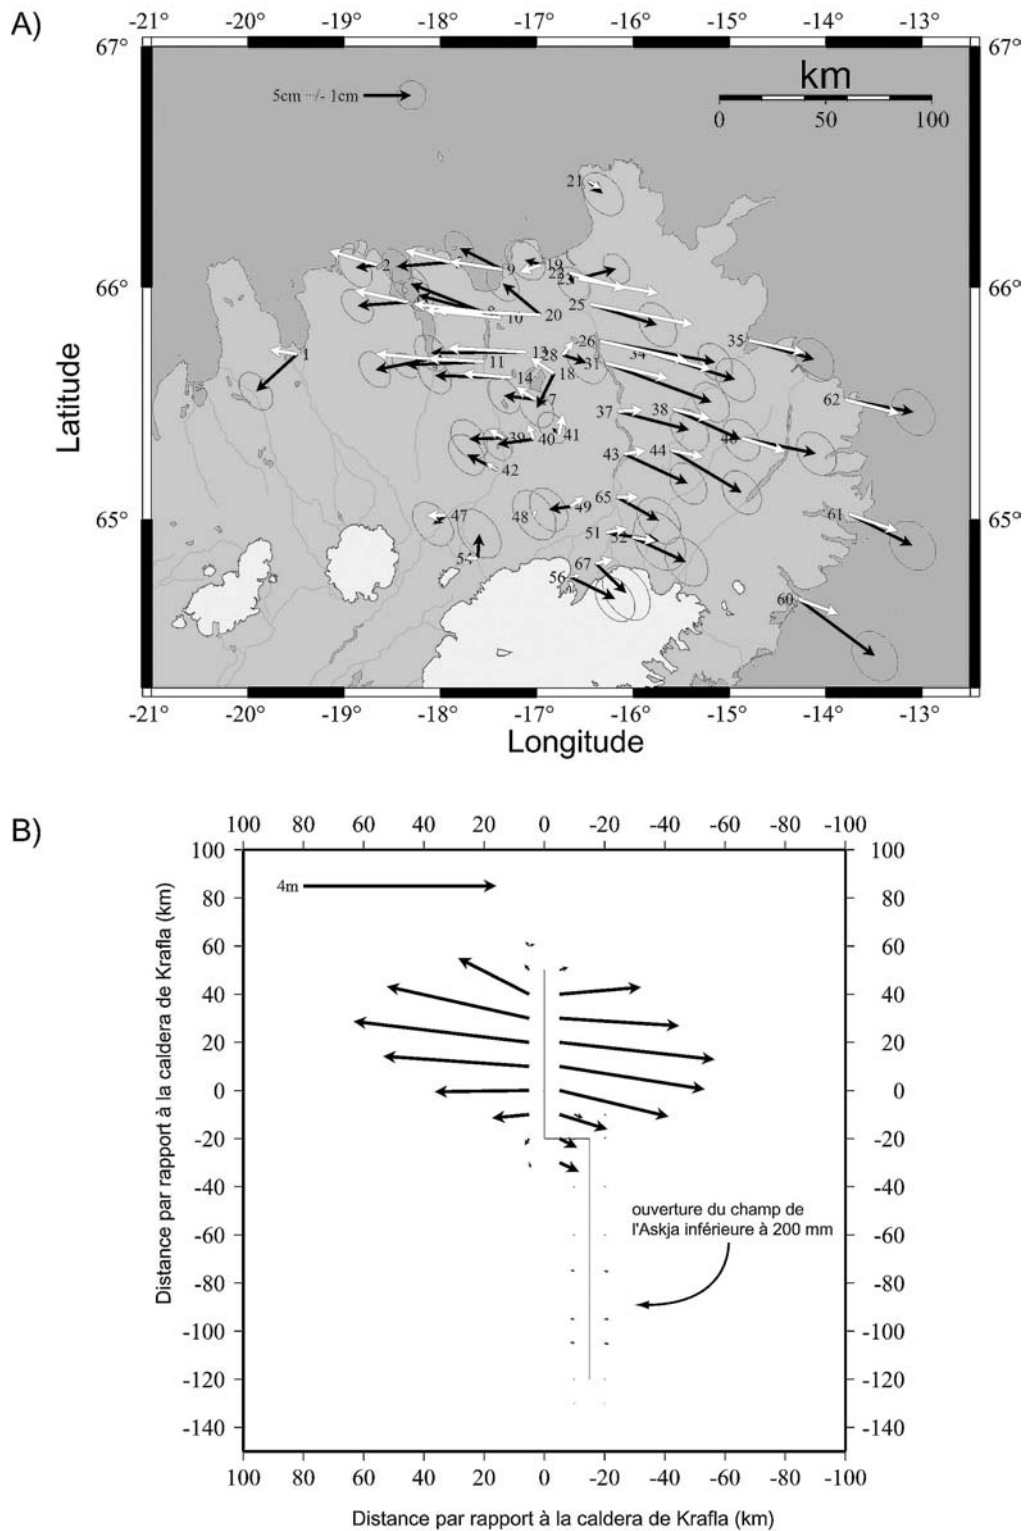 A)
-21° -20° -19° -18° -17° -16° -15° -14° -13°
67° 67°
km
5cm +/- 1cm
0 50 100
21
66° 66°
2 9 19 23
8 10 20 25
1 13 28 26 34 35
11 31
14 18
7 37 38 62
39 40 41 46
42 43 44
65° 65°
47 48 49 65 61
51 52
54 56 67
60
Latitude
-21° -20° -19° -18° -17° -16° -15° -14° -13°
Longitude
B)
100 80 60 40 20 0 -20 -40 -60 -80 -100
100 100
4m
80 80
60 60
40 40
20 20
0 0
-20 -20
-40 -40
ouverture du champ de
l'Askja inférieure à 200 mm
-60 -60
-80 -80
-100 -100
-120 -120
-140 -140
Distance par rapport à la caldera de Krafla (km)
100 80 60 40 20 0 -20 -40 -60 -80 -100
Distance par rapport à la caldera de Krafla (km)